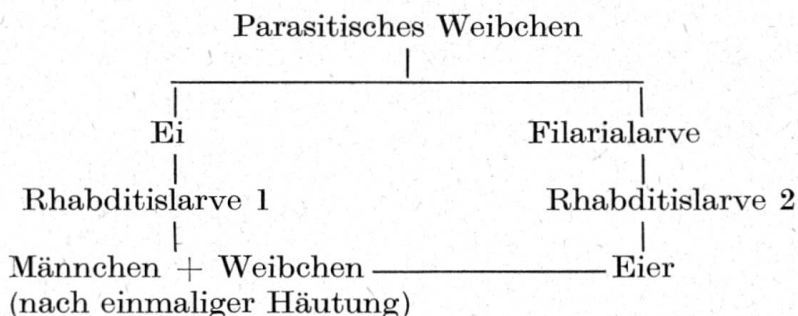 Parasitisches Weibchen
Ei Filarialarve
Rhabditislarve 1 Rhabditislarve 2
Männchen + Weibchen Eier
(nach einmaliger Häutung)